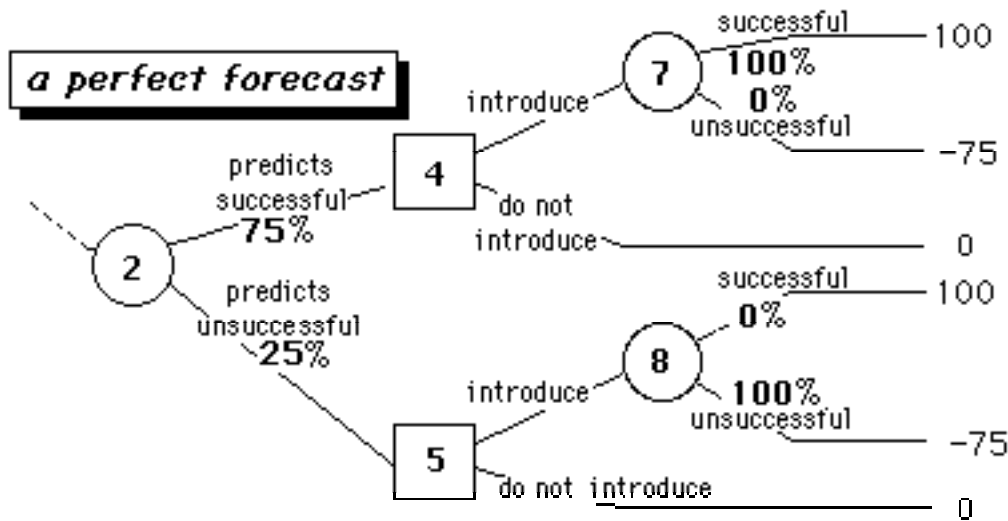 a perfect forecast
successful
100
100%
7
0%
introduce
unsuccessful
-75
predicts
successful
75%
4
do not
introduce
0
2
successful
100
0%
predicts
unsuccessful
25%
8
introduce
100%
unsuccessful
-75
5
do not introduce
0